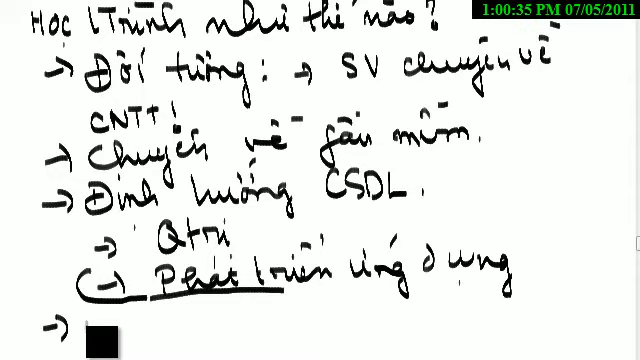 1:00:35 PM 07/05/2011
Học lTrình như thế nào?
→ Đối tượng: → SV chuyên về
CNTT!
→ Chuyên về gần mềm.
→ Định hướng CSDL.
→ Qtrị
(→ Phát triển ứng dụng
→